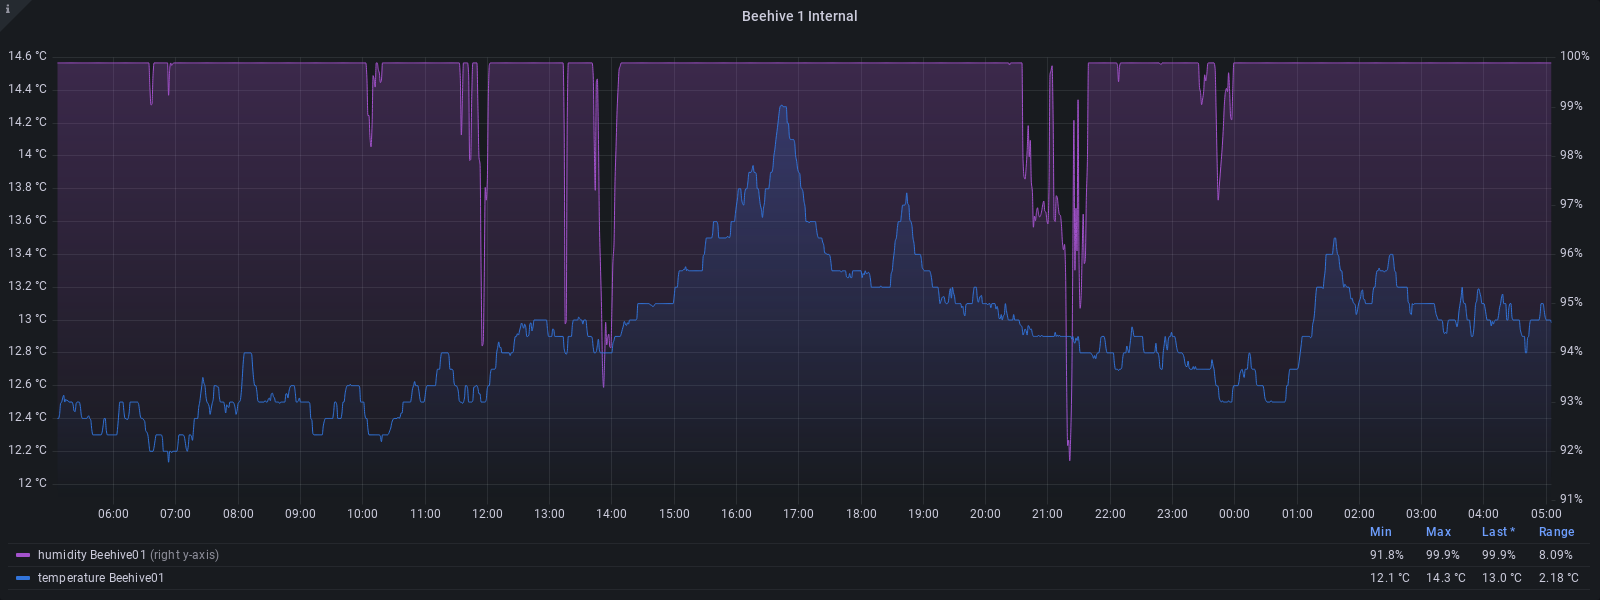 i
Beehive 1 Internal
14.6 °C 100%
14.4 °C
14.2 °C 99%
14 °C 98%
13.8 °C
13.6 °C 97%
13.4 °C 96%
13.2 °C 95%
13 °C
12.8 °C 94%
12.6 °C
12.4 °C 93%
12.2 °C 92%
12 °C 91%
06:00 07:00 08:00 09:00 10:00 11:00 12:00 13:00 14:00 15:00 16:00 17:00 18:00 19:00 20:00 21:00 22:00 23:00 00:00 01:00 02:00 03:00 04:00 05:00
Min Max Last * Range
humidity Beehive01 (right y-axis) 91.8% 99.9% 99.9% 8.09%
temperature Beehive01 12.1 °C 14.3 °C 13.0 °C 2.18 °C